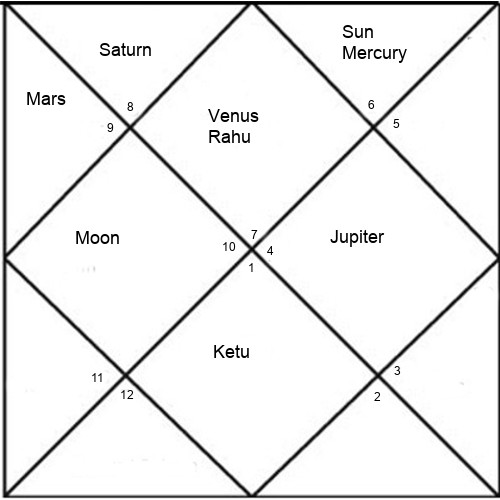 Saturn
Sun
Mercury
Mars
8
6
9
5
Venus
Rahu
Moon
7
10
4
1
Jupiter
Ketu
11
12
3
2